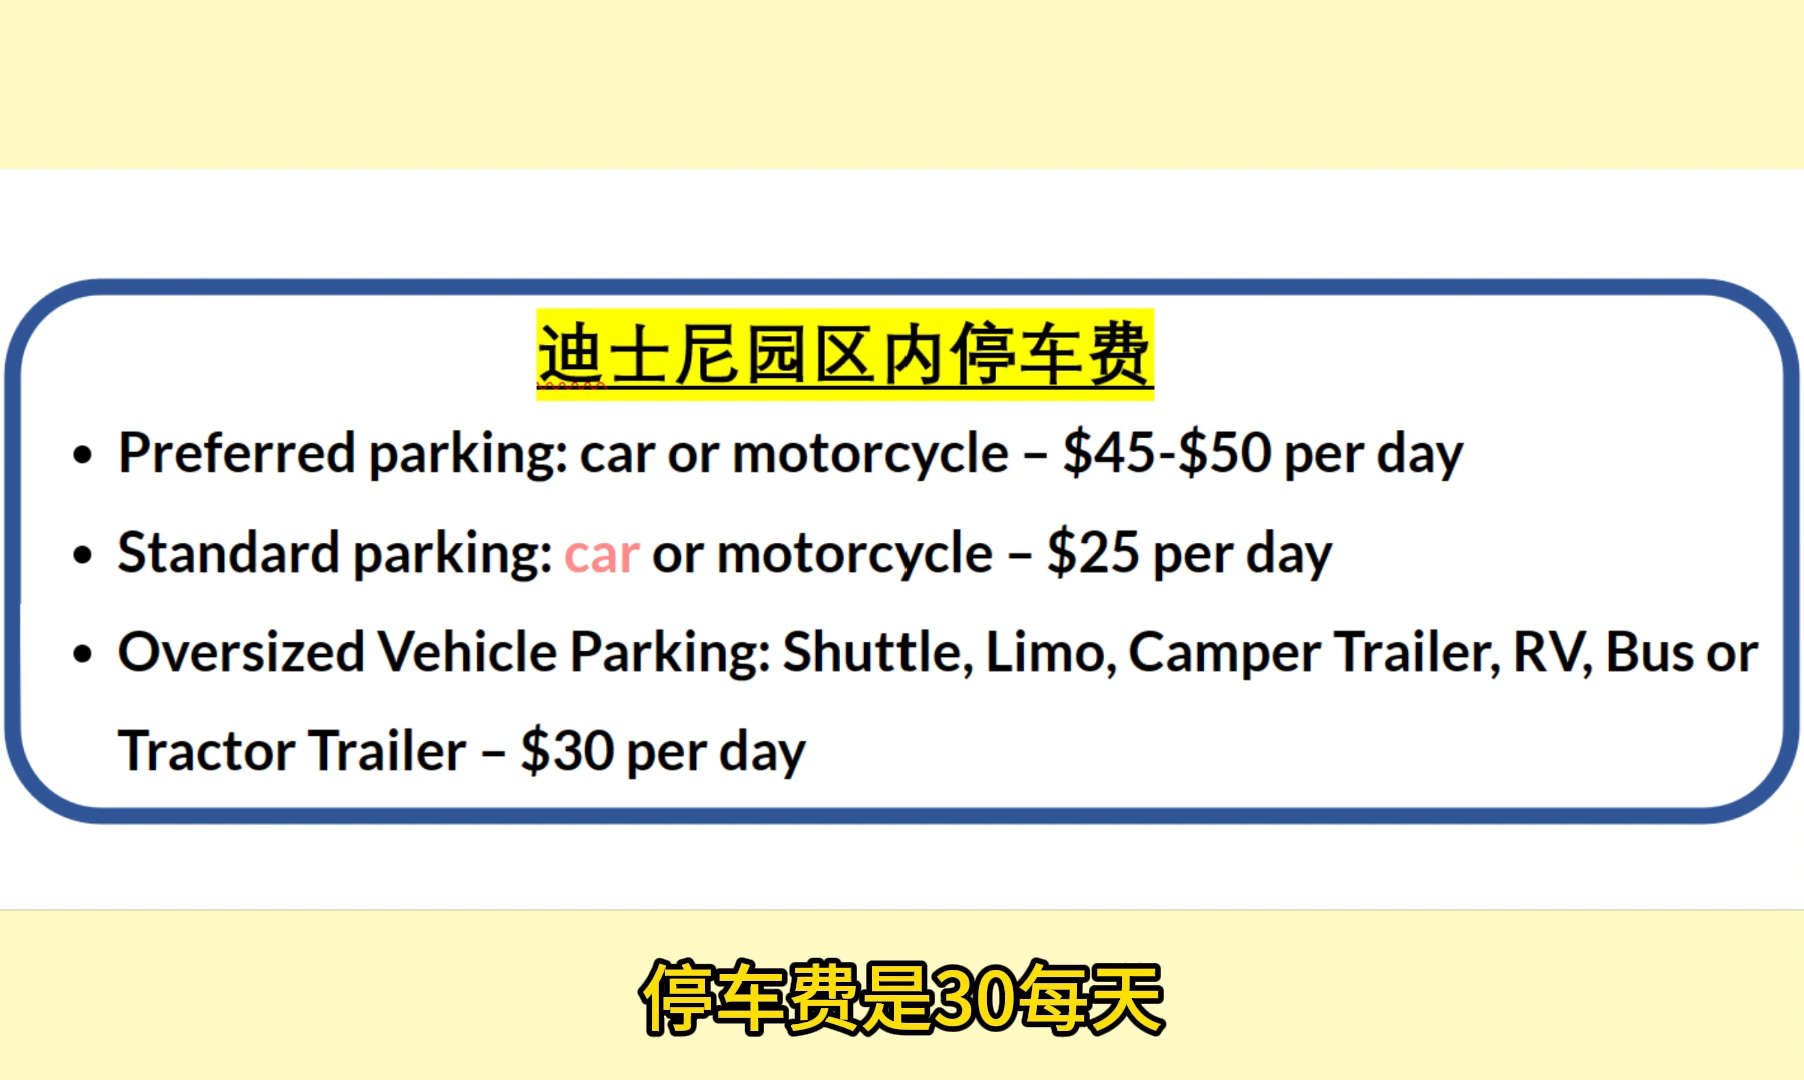 迪士尼园区内停车费
• Preferred parking: car or motorcycle – $45-$50 per day
• Standard parking: car or motorcycle – $25 per day
• Oversized Vehicle Parking: Shuttle, Limo, Camper Trailer, RV, Bus or
Tractor Trailer – $30 per day
停车费是30每天